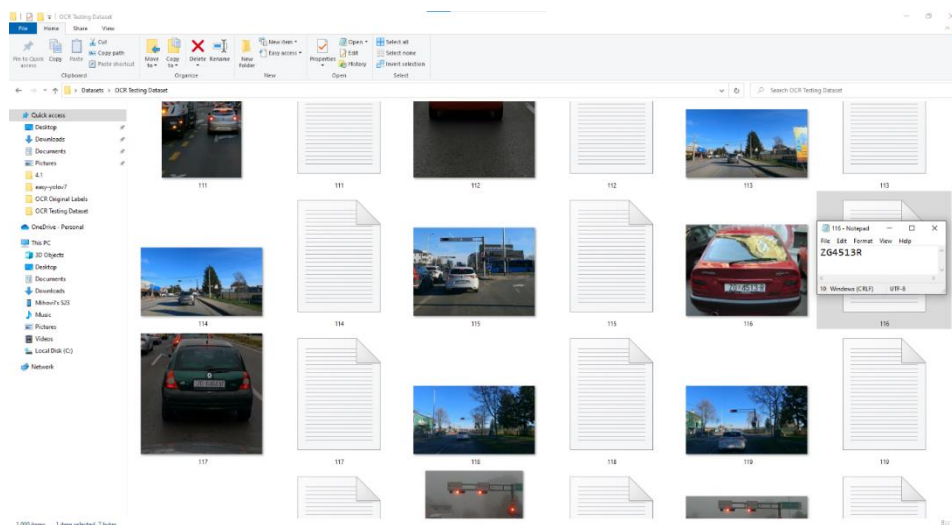 OCR Testing Dataset
File Home Share View
Pin to Quick access
Copy
Paste
Cut
Copy path
Paste shortcut
Move to
Copy to
Delete
Rename
New folder
New item
Easy access
Properties
Open
Edit
History
Select all
Select none
Invert selection
Clipboard
Organize
New
Open
Select
Datasets > OCR Testing Dataset
Search OCR Testing Dataset
Quick access
Desktop
Downloads
Documents
Pictures
4.1
easy-yolov7
OCR Original Labels
OCR Testing Dataset
OneDrive - Personal
This PC
3D Objects
Desktop
Documents
Downloads
Mihovil's S23
Music
Pictures
Videos
Local Disk (C:)
Network
111 111 112 112 113 113
116 - Notepad
File Edit Format View Help
ZG4513R
Windows (CRLF) UTF-8
ZG 4513-R
114 114 115 115 116 116
117 117 118 118 119 119